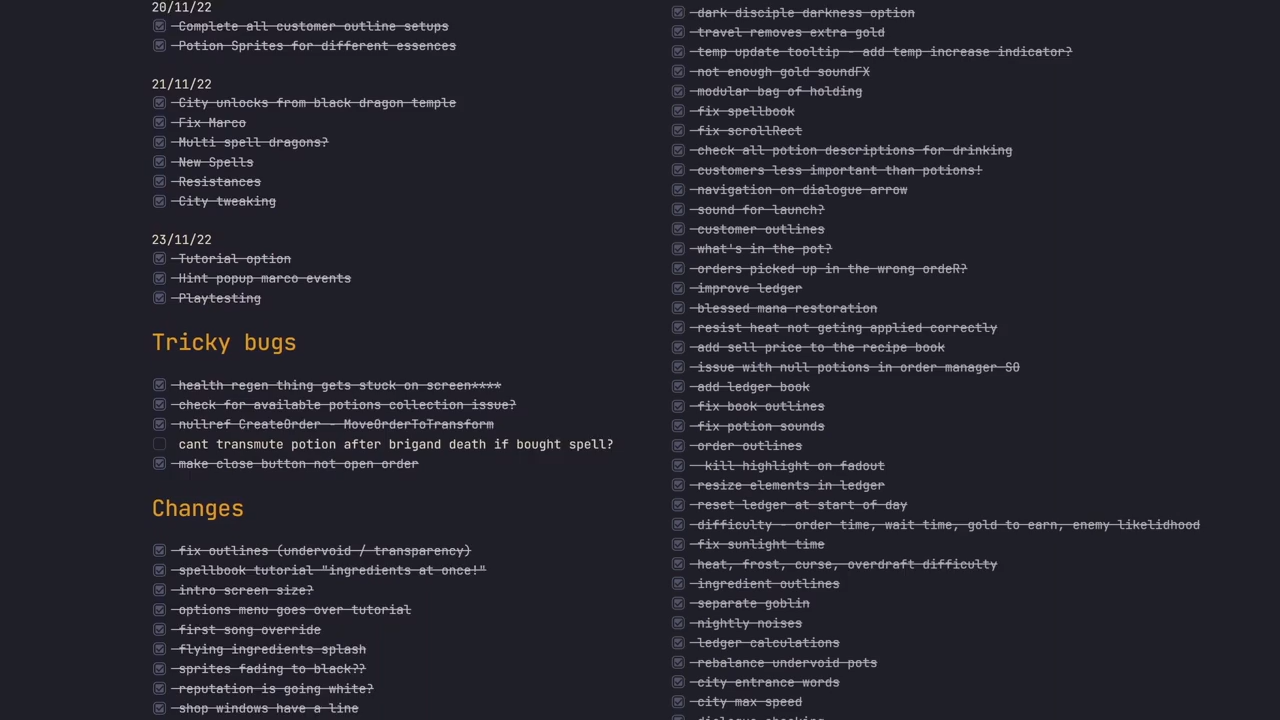 20/11/22
Complete all customer outline setups
Potion Sprites for different essences
21/11/22
City unlocks from black dragon temple
Fix Marco
Multi spell dragons?
New Spells
Resistances
City tweaking
23/11/22
Tutorial option
Hint popup marco events
Playtesting
Tricky bugs
health regen thing gets stuck on screen****
check for available potions collection issue?
nullref CreateOrder - MoveOrderToTransform
cant transmute potion after brigand death if bought spell?
make close button not open order
Changes
fix outlines (undervoid / transparency)
spellbook tutorial "ingredients at once!"
intro screen size?
options menu goes over tutorial
first song override
flying ingredients splash
sprites fading to black??
reputation is going white?
shop windows have a line
dark disciple darkness option
travel removes extra gold
temp update tooltip - add temp increase indicator?
not enough gold soundFX
modular bag of holding
fix spellbook
fix scrollRect
check all potion descriptions for drinking
customers less important than potions!
navigation on dialogue arrow
sound for launch?
customer outlines
what's in the pot?
orders picked up in the wrong ordeR?
improve ledger
blessed mana restoration
resist heat not geting applied correctly
add sell price to the recipe book
issue with null potions in order manager SO
add ledger book
fix book outlines
fix potion sounds
order outlines
kill highlight on fadout
resize elements in ledger
reset ledger at start of day
difficulty - order time, wait time, gold to earn, enemy likelidhood
fix sunlight time
heat, frost, curse, overdraft difficulty
ingredient outlines
separate goblin
nightly noises
ledger calculations
rebalance undervoid pots
city entrance words
city max speed